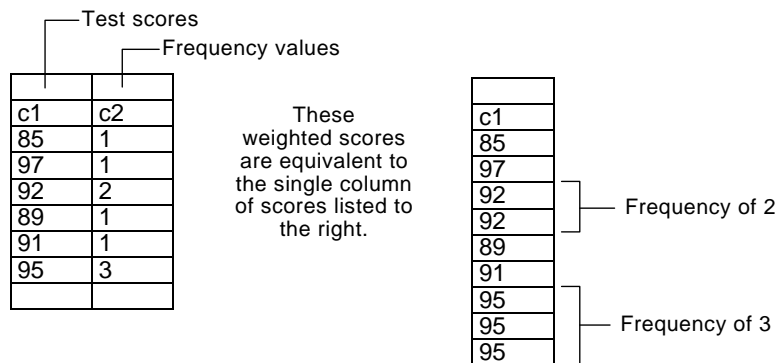 Test scores
Frequency values
c1 c2
85 1
97 1
92 2
89 1
91 1
95 3
These
weighted scores
are equivalent to
the single column
of scores listed to
the right.
c1
85
97
92
92
89
91
95
95
95
Frequency of 2
Frequency of 3